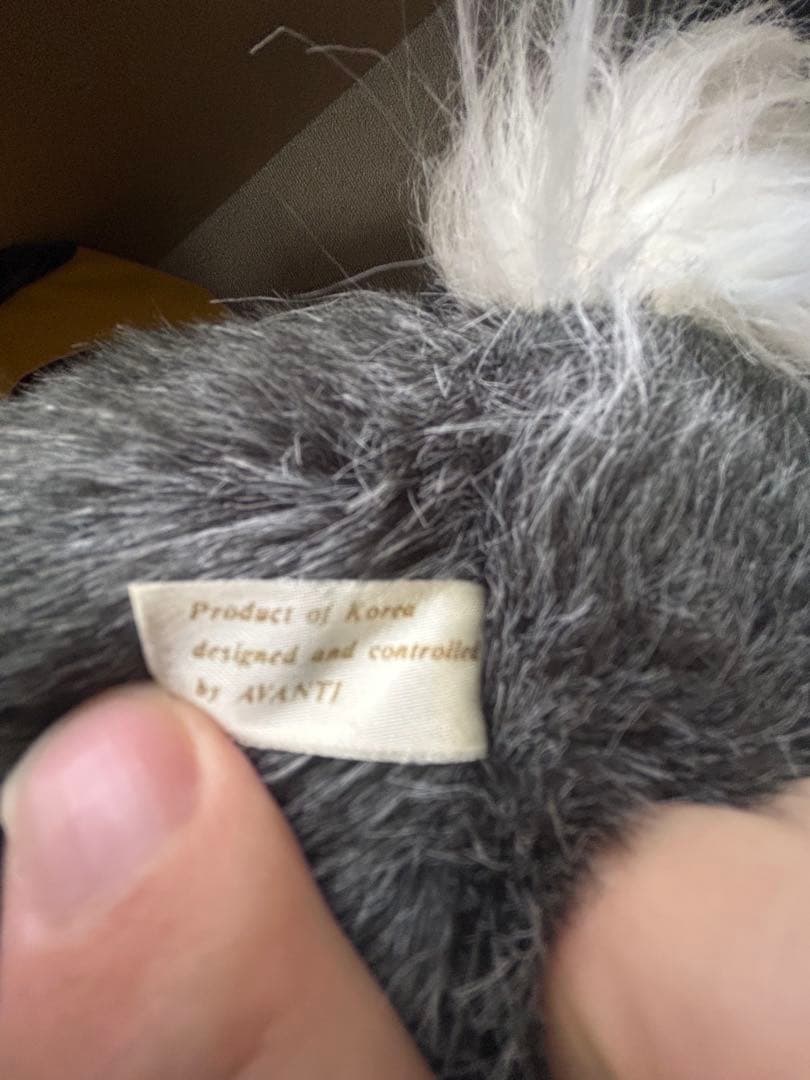 Product of Korea
designed and controlled
by AVANTI